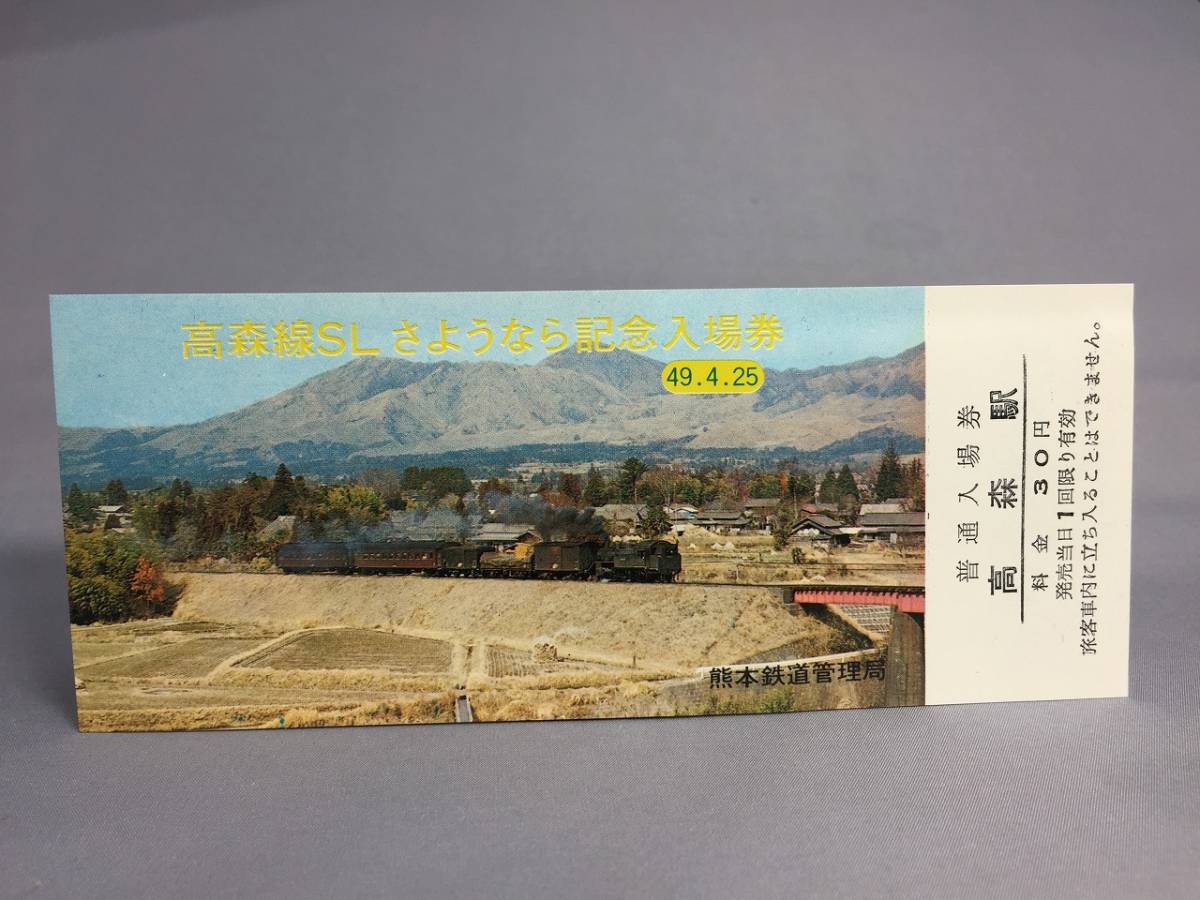 高森線SL さようなら記念入場券
49.4.25
熊本鉄道管理局
普通入場券
高森駅
料金30円
発売当日1回限り有効
旅客車内に立ち入ることはできません。